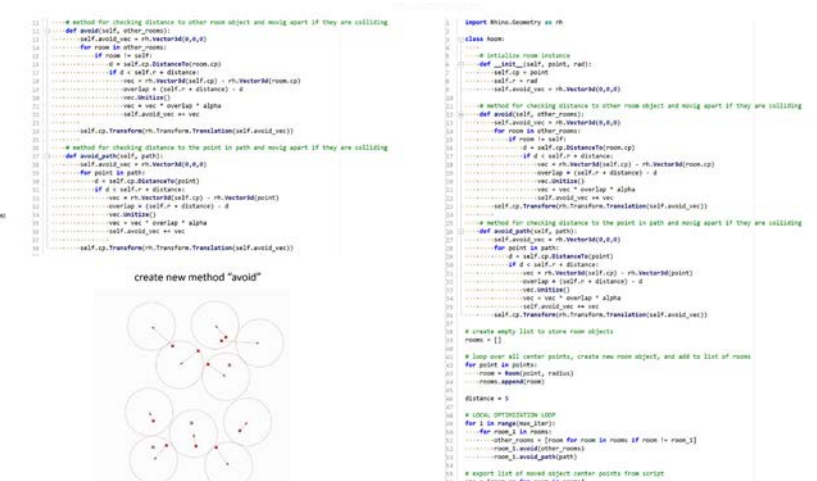 # method for checking distance to other room object and movig apart if they are colliding
def avoid(self, other_rooms):
self.avoid_vec = rh.Vector3d(0,0,0)
for room in other_rooms:
if room != self:
d = self.cp.DistanceTo(room.cp)
if d < self.r + distance:
vec = rh.Vector3d(self.cp) - rh.Vector3d(room.cp)
overlap = (self.r + distance) - d
vec.Unitize()
vec = vec * overlap * alpha
self.avoid_vec += vec
self.cp.Transform(rh.Transform.Translation(self.avoid_vec))
# method for checking distance to the point in path and movig apart if they are colliding
def avoid_path(self, path):
self.avoid_vec = rh.Vector3d(0,0,0)
for point in path:
d = self.cp.DistanceTo(point)
if d < self.r + distance:
vec = rh.Vector3d(self.cp) - rh.Vector3d(point)
overlap = (self.r + distance) - d
vec.Unitize()
vec = vec * overlap * alpha
self.avoid_vec += vec
self.cp.Transform(rh.Transform.Translation(self.avoid_vec))
create new method "avoid"
import Rhino.Geometry as rh
class Room:
# intialize room instance
def __init__(self, point, rad):
self.cp = point
self.r = rad
self.avoid_vec = rh.Vector3d(0,0,0)
# method for checking distance to other room object and movig apart if they are colliding
def avoid(self, other_rooms):
self.avoid_vec = rh.Vector3d(0,0,0)
for room in other_rooms:
if room != self:
d = self.cp.DistanceTo(room.cp)
if d < self.r + distance:
vec = rh.Vector3d(self.cp) - rh.Vector3d(room.cp)
overlap = (self.r + distance) - d
vec.Unitize()
vec = vec * overlap * alpha
self.avoid_vec += vec
self.cp.Transform(rh.Transform.Translation(self.avoid_vec))
# method for checking distance to the point in path and movig apart if they are colliding
def avoid_path(self, path):
self.avoid_vec = rh.Vector3d(0,0,0)
for point in path:
d = self.cp.DistanceTo(point)
if d < self.r + distance:
vec = rh.Vector3d(self.cp) - rh.Vector3d(point)
overlap = (self.r + distance) - d
vec.Unitize()
vec = vec * overlap * alpha
self.avoid_vec += vec
self.cp.Transform(rh.Transform.Translation(self.avoid_vec))
# create empty list to store room objects
rooms = []
# loop over all center points, create new room object, and add to list of rooms
for point in points:
room = Room(point, radius)
rooms.append(room)
distance = 5
# LOCAL OPTIMIZATION LOOP
for i in range(max_iter):
for room_1 in rooms:
other_rooms = [room for room in rooms if room != room_1]
room_1.avoid(other_rooms)
room_1.avoid_path(path)
# export list of moved object center points from script